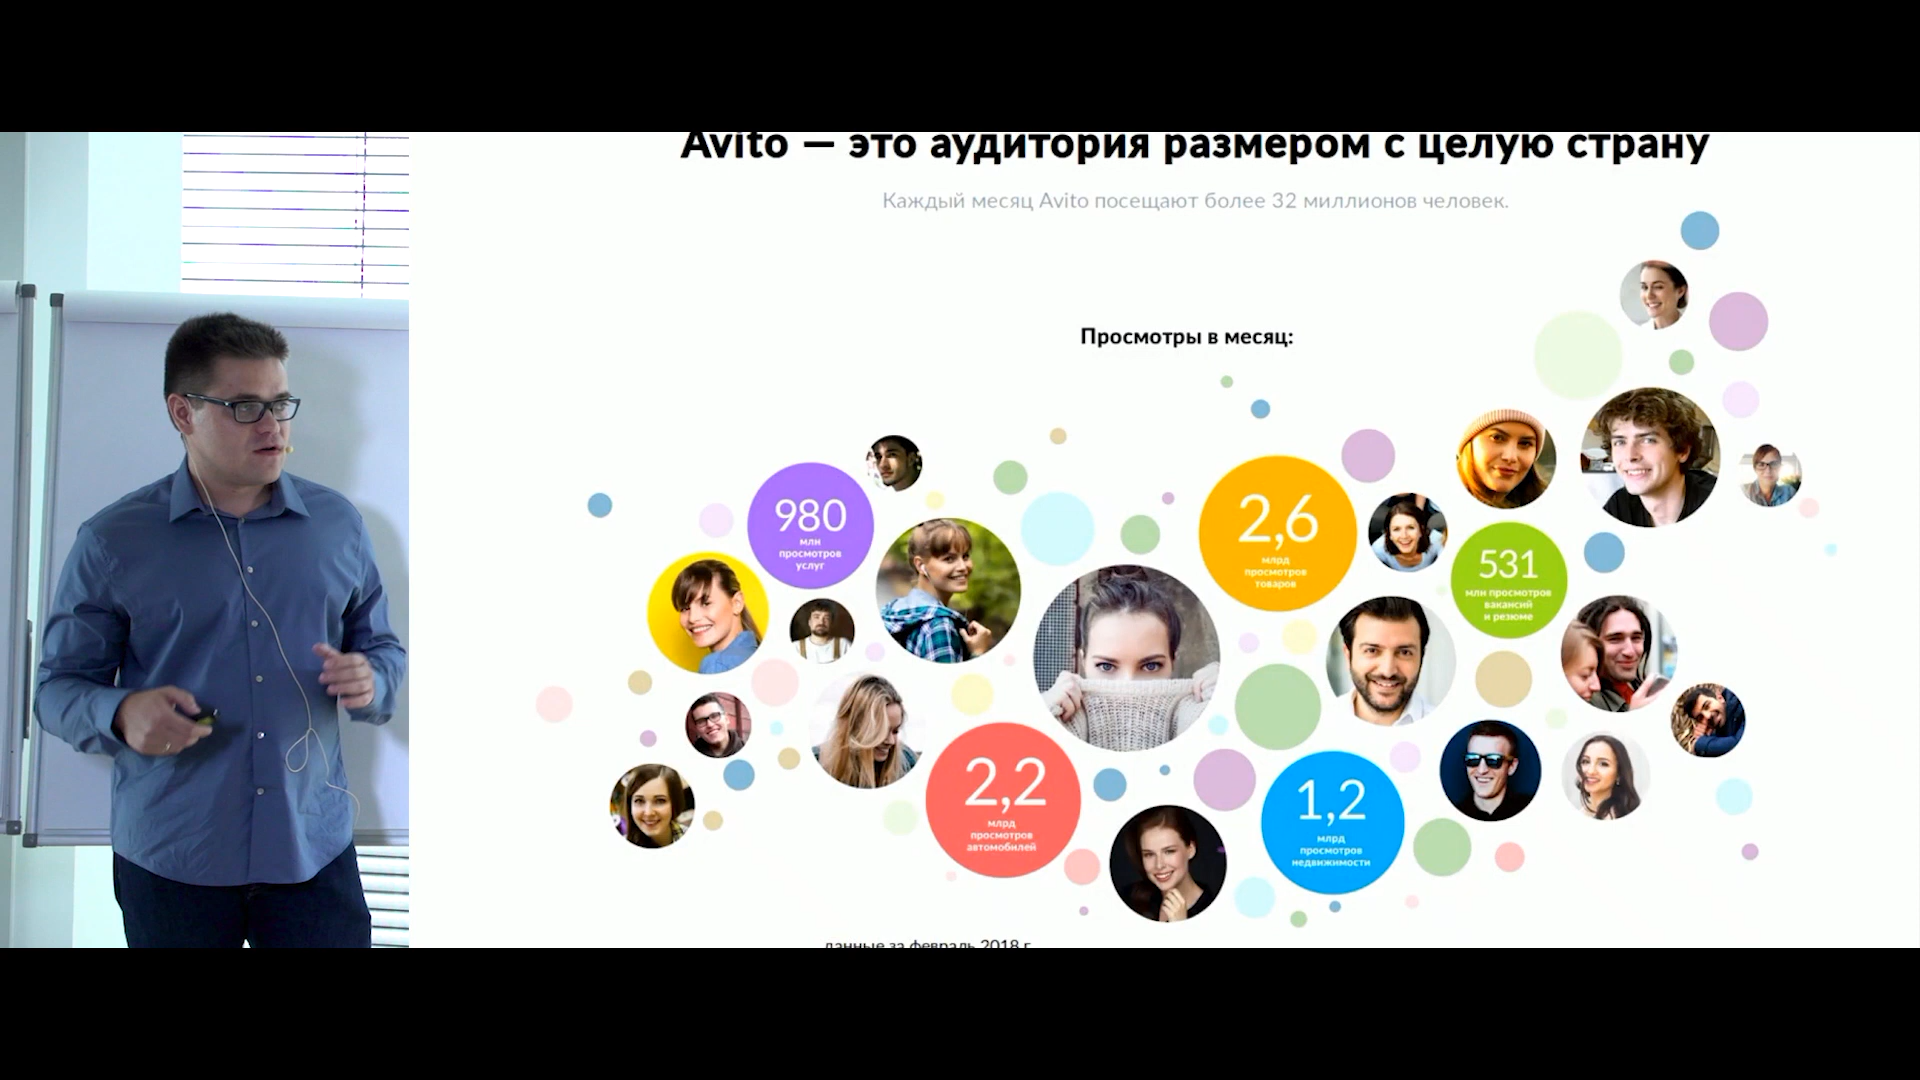 Avito — это аудитория размером с целую страну
Каждый месяц Avito посещают более 32 миллионов человек.
Просмотры в месяц:
980
млн
просмотров
услуг
2,6
млрд
просмотров
товаров
531
млн просмотров
вакансий
и резюме
2,2
млрд
просмотров
автомобилей
1,2
млрд
просмотров
недвижимости
данные за февраль 2018 г